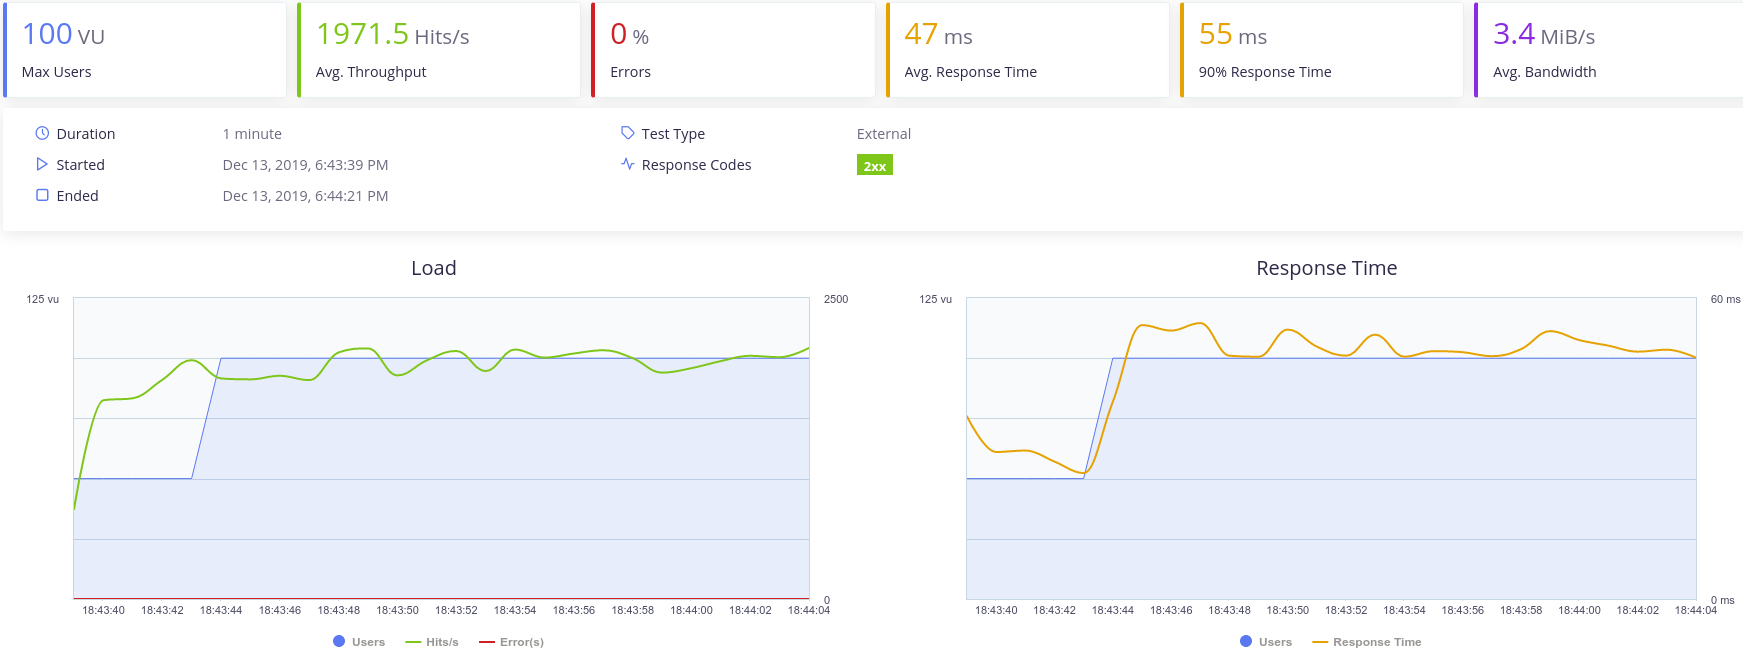 100 VU
Max Users
1971.5 Hits/s
Avg. Throughput
0 %
Errors
47 ms
Avg. Response Time
55 ms
90% Response Time
3.4 MiB/s
Avg. Bandwidth
Duration 1 minute
Started Dec 13, 2019, 6:43:39 PM
Ended Dec 13, 2019, 6:44:21 PM
Test Type External
Response Codes 2xx
Load
125 vu 2500
0
18:43:40 18:43:42 18:43:44 18:43:46 18:43:48 18:43:50 18:43:52 18:43:54 18:43:56 18:43:58 18:44:00 18:44:02 18:44:04
Users Hits/s Error(s)
Response Time
125 vu 60 ms
0 ms
18:43:40 18:43:42 18:43:44 18:43:46 18:43:48 18:43:50 18:43:52 18:43:54 18:43:56 18:43:58 18:44:00 18:44:02 18:44:04
Users Response Time